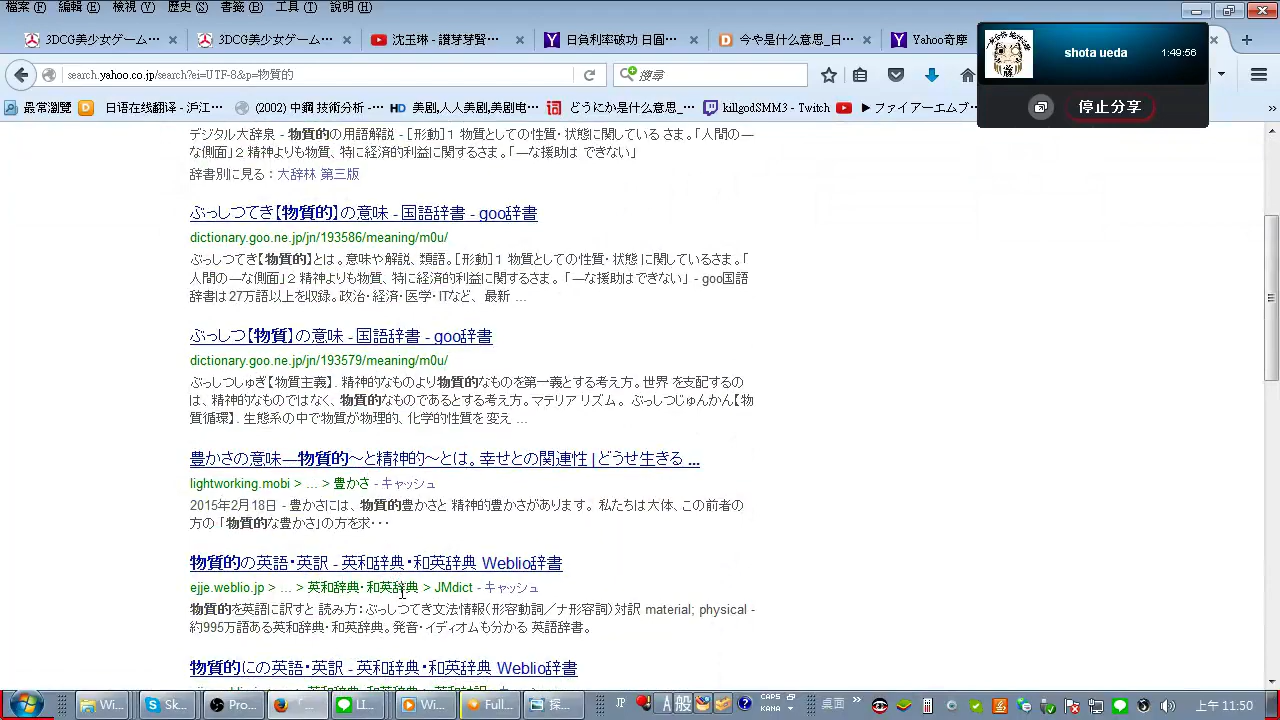 檔案(F) 編輯(E) 檢視(V) 歷史(S) 書籤(B) 工具(T) 說明(H)
3DCG美少女ゲーム… 3DCG美少女ゲーム… 沈玉琳 - 讓芽芽寶… 日負利率破功 日圓… 今や是什么意思_日… Yahoo奇摩
shota ueda 1:49:56
search.yahoo.co.jp/search?ei=UTF-8&p=物質的 搜尋
停止分享
最常瀏覽 日语在线翻译 - 沪江… (2002) 中鋼 技術分析 -… 美剧,人人美剧,美剧电… どうにか是什么意思_… killgodSMM3 - Twitch ▶ファイアーエムブ…
デジタル大辞泉 - 物質的の用語解説 - [形動]1 物質としての性質・状態に関しているさま。「人間の一
な側面」2 精神よりも物質、特に経済的利益に関するさま。「一な援助は できない」
辞書別に見る：大辞林 第三版
ぶっしつてき【物質的】の意味 - 国語辞書 - goo辞書
dictionary.goo.ne.jp/jn/193586/meaning/m0u/
ぶっしつてき【物質的】とは。意味や解説、類語。[形動]1 物質としての性質・状態 に関しているさま。「
人間の一な側面」2 精神よりも物質、特に経済的利益に関するさま。「一な援助はできない」 - goo国語
辞書は27万語以上を収録。政治・経済・医学・ITなど、 最新 ...
ぶっしつ【物質】の意味 - 国語辞書 - goo辞書
dictionary.goo.ne.jp/jn/193579/meaning/m0u/
ぶっしつしゅぎ【物質主義】. 精神的なものより物質的なものを第一義とする考え方。世界 を支配するの
は、精神的なものではなく、物質的なものであるとする考え方。マテリア リズム。 ぶっしつじゅんかん【物
質循環】. 生態系の中で物質が物理的、化学的性質を変え ...
豊かさの意味―物質的～と精神的～とは。幸せとの関連性 | どうせ生きる ...
lightworking.mobi > ... > 豊かさ - キャッシュ
2015年2月18日 - 豊かさには、物質的豊かさと 精神的豊かさがあります。 私たちは大体、この前者の
方の「物質的な豊かさ」の方を求・・・
物質的の英語・英訳 - 英和辞典・和英辞典 Weblio辞書
ejje.weblio.jp > ... > 英和辞典・和英辞典 > JMdict - キャッシュ
物質的を英語に訳すと 読み方：ぶっしつてき文法情報（形容動詞／ナ形容詞）対訳 material; physical -
約995万語ある英和辞典・和英辞典。発音・イディオムも分かる 英語辞書。
物質的にの英語・英訳 - 英和辞典・和英辞典 Weblio辞書
Wi... Sk... Pro... LI... Wi... Full... 探... JP A 般 CAPS KANA 桌面 上午 11:50